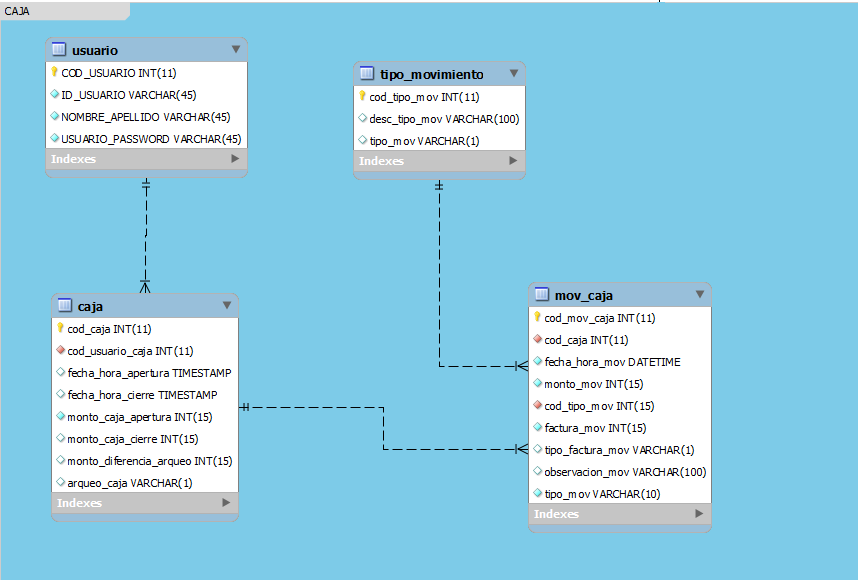 CAJA
usuario
COD_USUARIO INT(11)
ID_USUARIO VARCHAR(45)
NOMBRE_APELLIDO VARCHAR(45)
USUARIO_PASSWORD VARCHAR(45)
Indexes
tipo_movimiento
cod_tipo_mov INT(11)
desc_tipo_mov VARCHAR(100)
tipo_mov VARCHAR(1)
Indexes
caja
cod_caja INT(11)
cod_usuario_caja INT(11)
fecha_hora_apertura TIMESTAMP
fecha_hora_cierre TIMESTAMP
monto_caja_apertura INT(15)
monto_caja_cierre INT(15)
monto_diferencia_arqueo INT(15)
arqueo_caja VARCHAR(1)
Indexes
mov_caja
cod_mov_caja INT(11)
cod_caja INT(11)
fecha_hora_mov DATETIME
monto_mov INT(15)
cod_tipo_mov INT(15)
factura_mov INT(15)
tipo_factura_mov VARCHAR(1)
observacion_mov VARCHAR(100)
tipo_mov VARCHAR(10)
Indexes